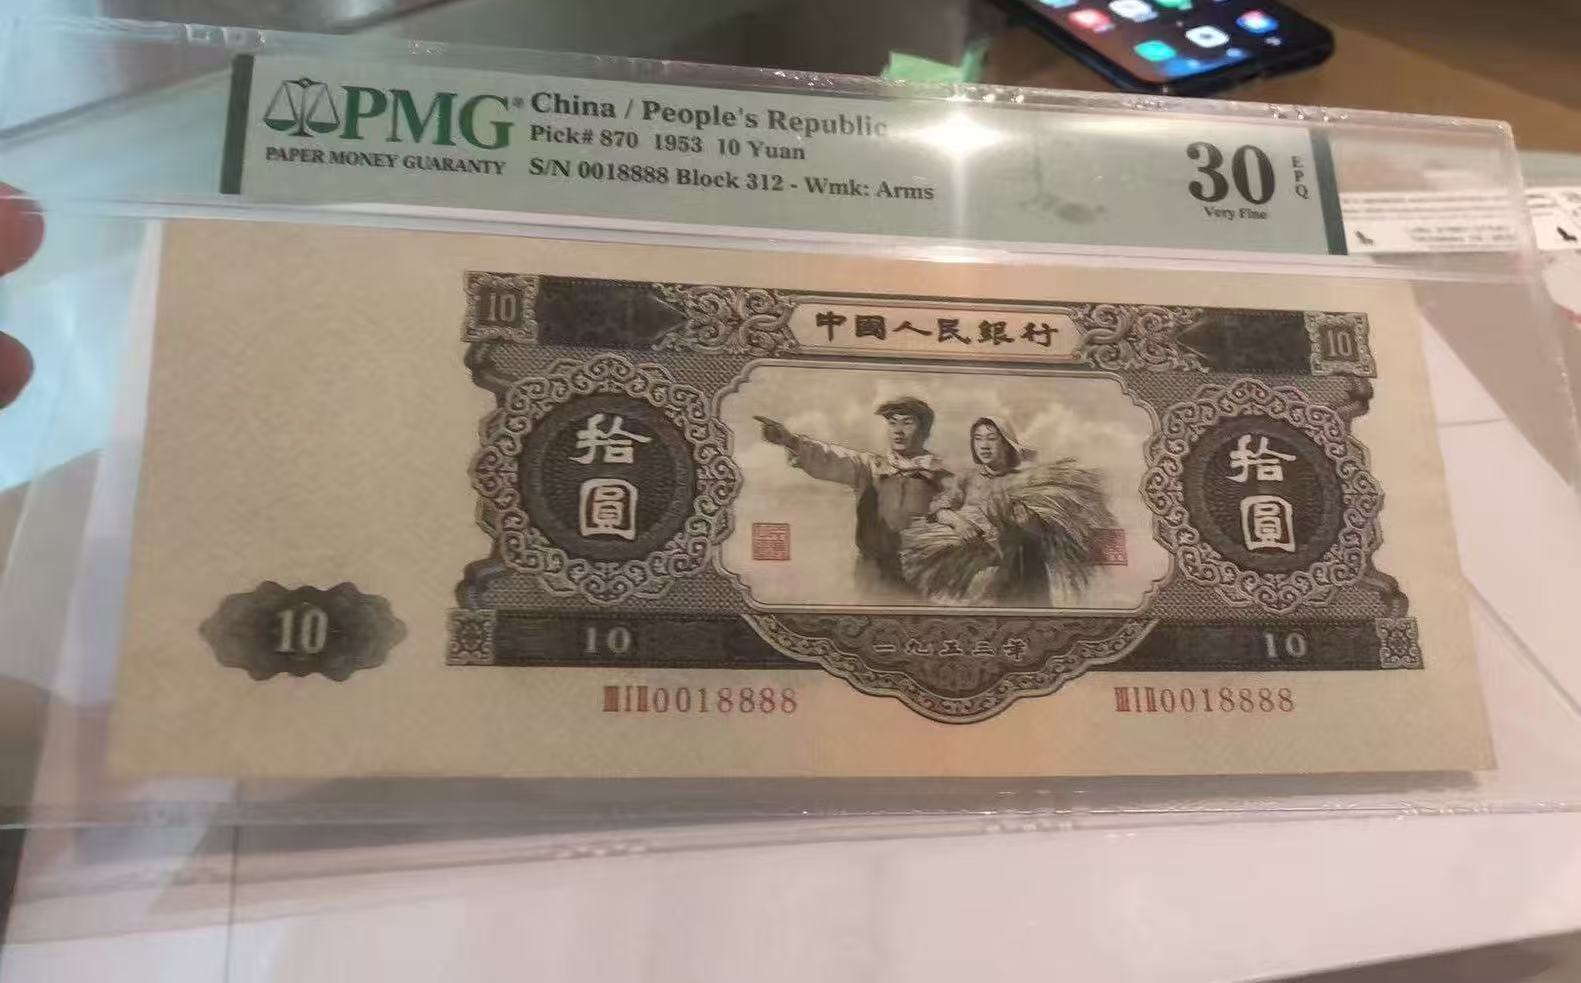 PMG
PAPER MONEY GUARANTY
China / People's Republic
Pick# 870 1953 10 Yuan
S/N 0018888 Block 312 - Wmk: Arms
30
Very Fine
EPQ
10
中國人民銀行
10
拾圓
拾圓
10
10
一九五三年
10
ⅢⅠⅡ0018888
ⅢⅠⅡ0018888